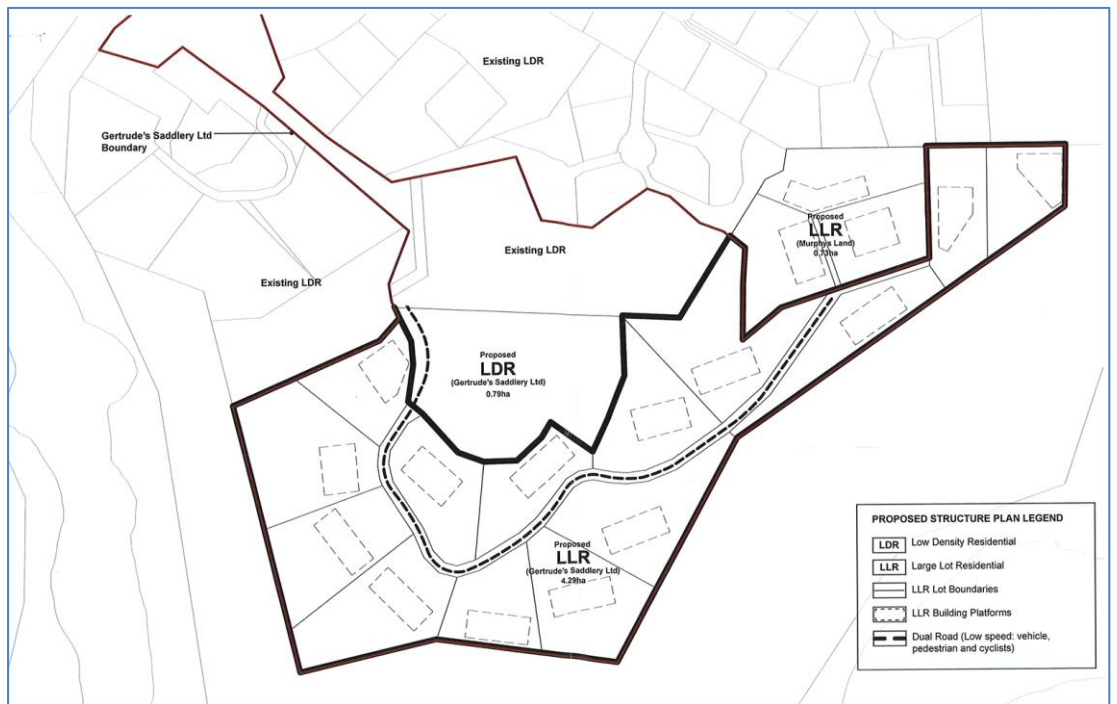 Existing LDR
Gertrude's Saddlery Ltd
Boundary
Proposed
LLR
(Murphys Land)
0.73ha
Existing LDR
Existing LDR
Proposed
LDR
(Gertrude's Saddlery Ltd)
0.79ha
Proposed
LLR
(Gertrude's Saddlery Ltd)
4.29ha
PROPOSED STRUCTURE PLAN LEGEND
LDR Low Density Residential
LLR Large Lot Residential
LLR Lot Boundaries
LLR Building Platforms
Dual Road (Low speed: vehicle,
pedestrian and cyclists)